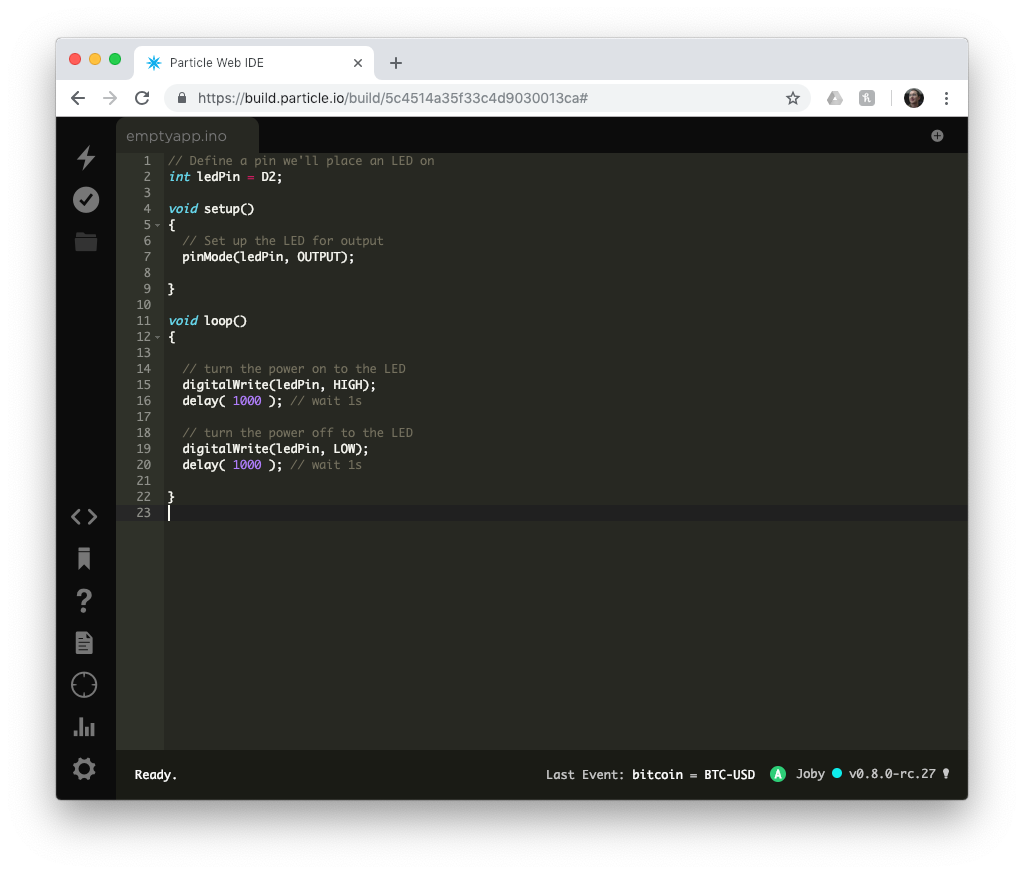 Particle Web IDE
https://build.particle.io/build/5c4514a35f33c4d9030013ca#
emptyapp.ino
1 // Define a pin we'll place an LED on
2 int ledPin = D2;
3
4 void setup()
5 {
6 // Set up the LED for output
7 pinMode(ledPin, OUTPUT);
8
9 }
10
11 void loop()
12 {
13
14 // turn the power on to the LED
15 digitalWrite(ledPin, HIGH);
16 delay( 1000 ); // wait 1s
17
18 // turn the power off to the LED
19 digitalWrite(ledPin, LOW);
20 delay( 1000 ); // wait 1s
21
22 }
23
Ready. Last Event: bitcoin = BTC-USD A Joby v0.8.0-rc.27